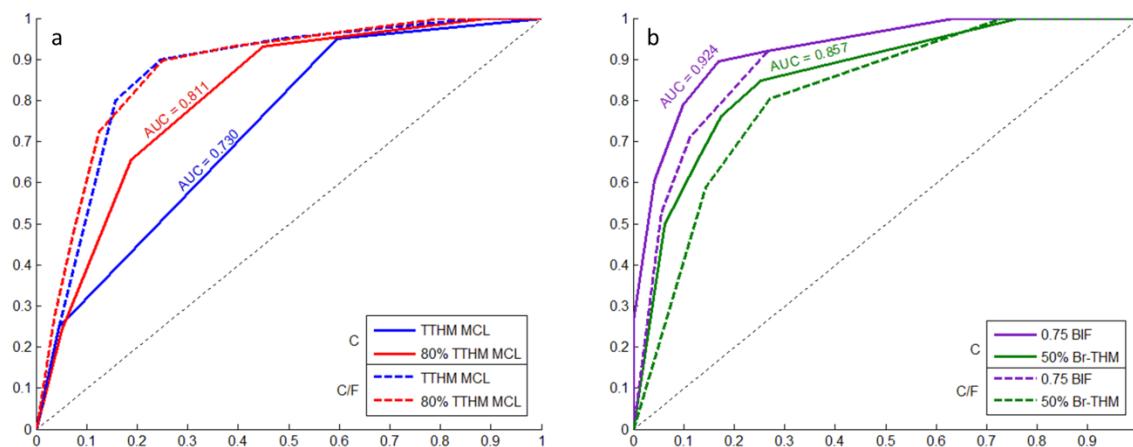 a
1
0.9
0.8
0.7
0.6
0.5
0.4
0.3
0.2
0.1
0
0 0.1 0.2 0.3 0.4 0.5 0.6 0.7 0.8 0.9 1
AUC = 0.811
AUC = 0.730
C TTHM MCL
80% TTHM MCL
C/F TTHM MCL
80% TTHM MCL
b
1
0.9
0.8
0.7
0.6
0.5
0.4
0.3
0.2
0.1
0
0 0.1 0.2 0.3 0.4 0.5 0.6 0.7 0.8 0.9
AUC = 0.924
AUC = 0.857
C 0.75 BIF
50% Br-THM
C/F 0.75 BIF
50% Br-THM